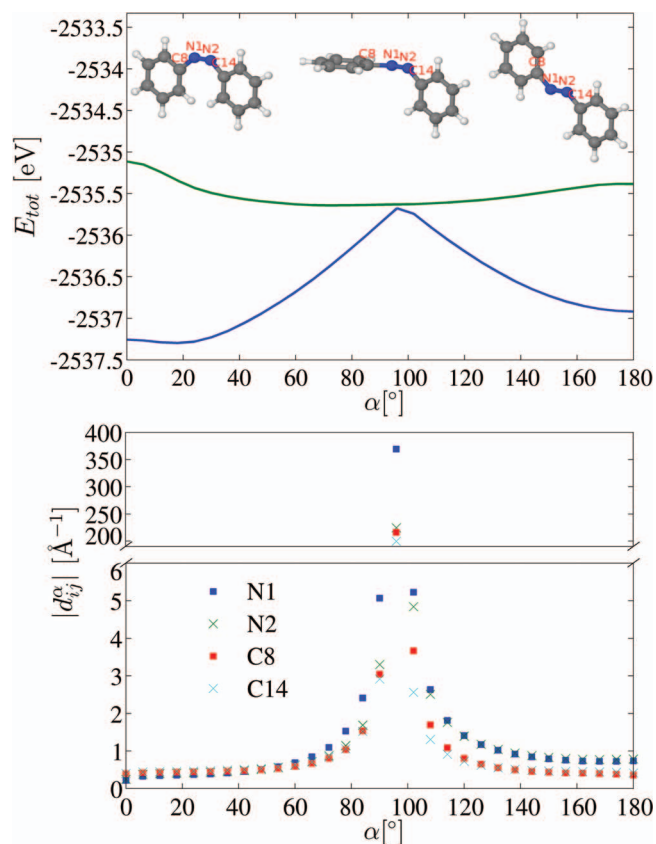 -2533.5
-2534
-2534.5
-2535
-2535.5
-2536
-2536.5
-2537
-2537.5
E_tot [eV]
C8 N1 N2 C14
C8 N1 N2 C14
C8 N1 N2 C14
0 20 40 60 80 100 120 140 160 180
α[°]
400
350
300
250
200
6
5
4
3
2
1
0
|d_ij^α| [Å⁻¹]
N1
N2
C8
C14
0 20 40 60 80 100 120 140 160 180
α[°]